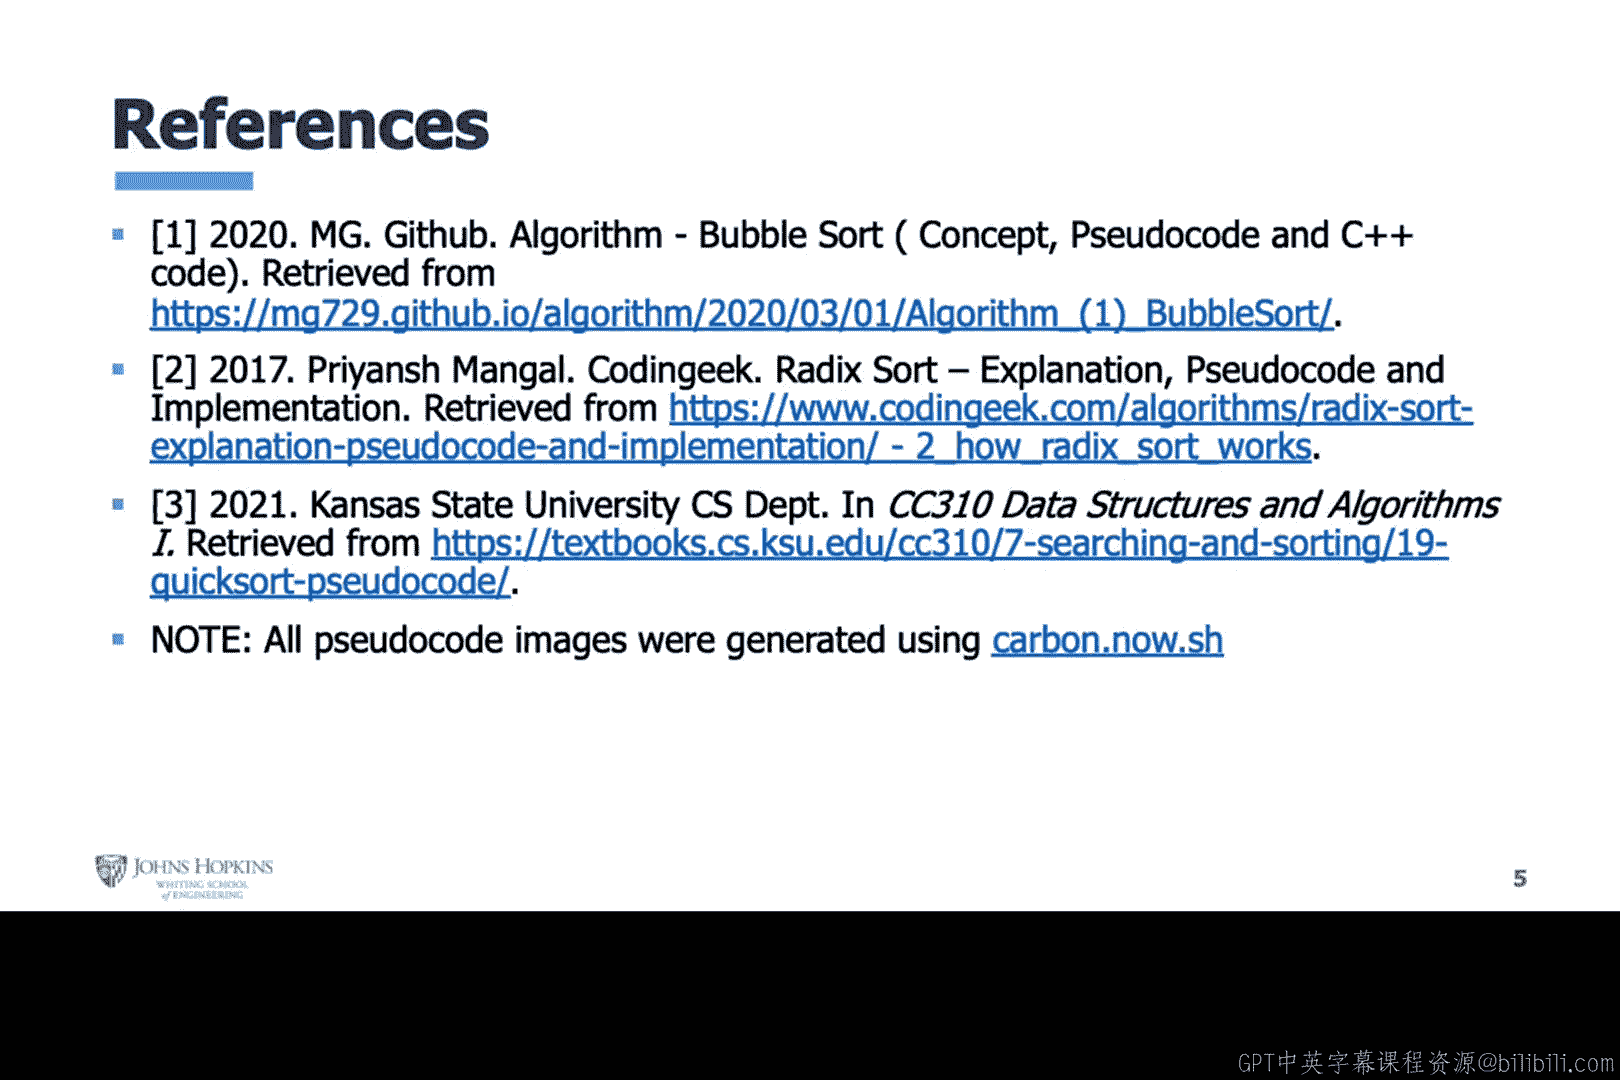 References
[1] 2020. MG. Github. Algorithm - Bubble Sort ( Concept, Pseudocode and C++
code). Retrieved from
https://mg729.github.io/algorithm/2020/03/01/Algorithm_(1)_BubbleSort/.
[2] 2017. Priyansh Mangal. Codingeek. Radix Sort – Explanation, Pseudocode and
Implementation. Retrieved from https://www.codingeek.com/algorithms/radix-sort-
explanation-pseudocode-and-implementation/ - 2_how_radix_sort_works.
[3] 2021. Kansas State University CS Dept. In CC310 Data Structures and Algorithms
I. Retrieved from https://textbooks.cs.ksu.edu/cc310/7-searching-and-sorting/19-
quicksort-pseudocode/.
NOTE: All pseudocode images were generated using carbon.now.sh
JOHNS HOPKINS
WHITING SCHOOL
of ENGINEERING
5
GPT中英字幕课程资源@bilibili.com